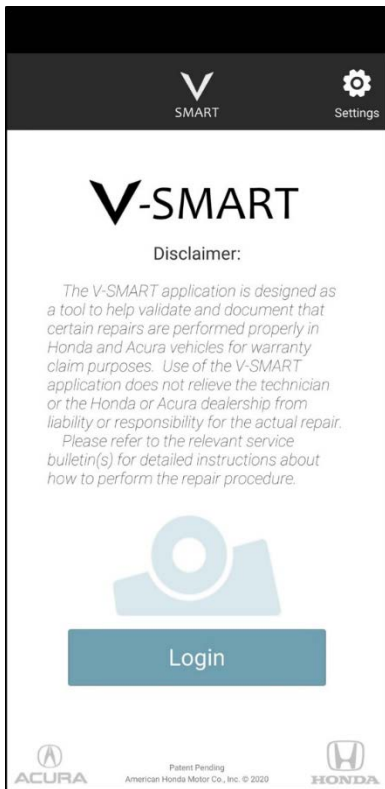 V
SMART
Settings
V-SMART
Disclaimer:
The V-SMART application is designed as
a tool to help validate and document that
certain repairs are performed properly in
Honda and Acura vehicles for warranty
claim purposes. Use of the V-SMART
application does not relieve the technician
or the Honda or Acura dealership from
liability or responsibility for the actual repair.
Please refer to the relevant service
bulletin(s) for detailed instructions about
how to perform the repair procedure.
Login
ACURA
Patent Pending
American Honda Motor Co., Inc. © 2020
HONDA